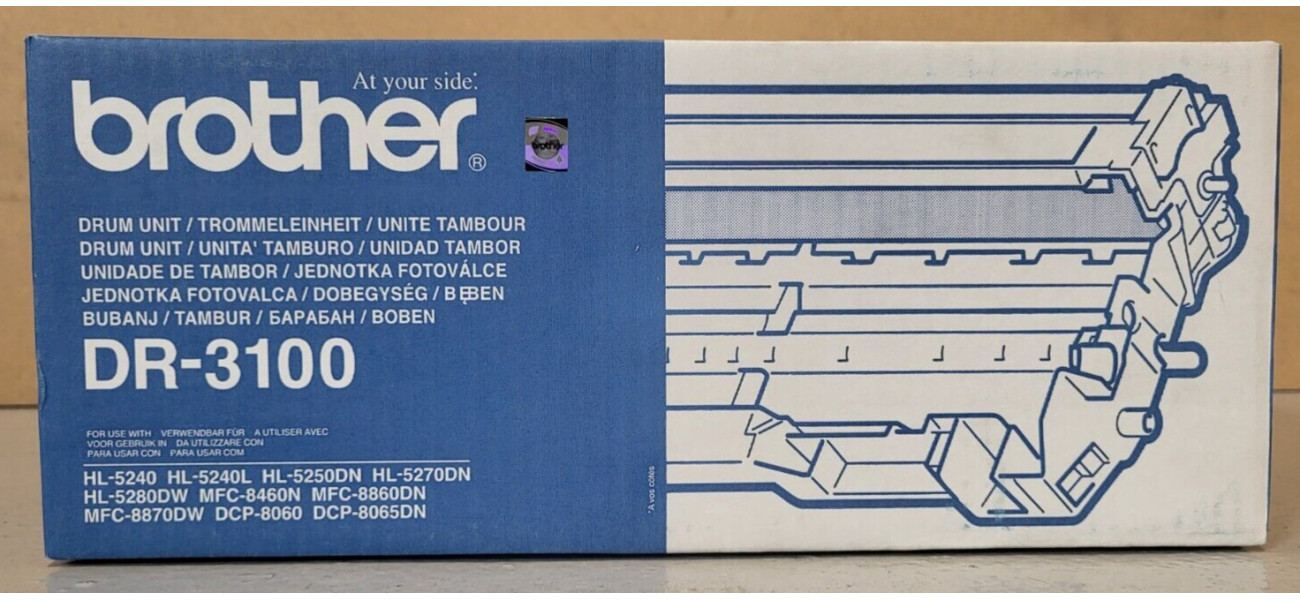 At your side.*
brother®
brother
DRUM UNIT / TROMMELEINHEIT / UNITE TAMBOUR
DRUM UNIT / UNITA' TAMBURO / UNIDAD TAMBOR
UNIDADE DE TAMBOR / JEDNOTKA FOTOVÁLCE
JEDNOTKA FOTOVALCA / DOBEGYSÉG / BĘBEN
BUBANJ / TAMBUR / БАРАБАН / BOBEN
DR-3100
FOR USE WITH VERWENDBAR FÜR A UTILISER AVEC
VOOR GEBRUIK IN DA UTILIZZARE CON
PARA USAR CON PARA USAR COM
HL-5240 HL-5240L HL-5250DN HL-5270DN
HL-5280DW MFC-8460N MFC-8860DN
MFC-8870DW DCP-8060 DCP-8065DN
*A vos côtés